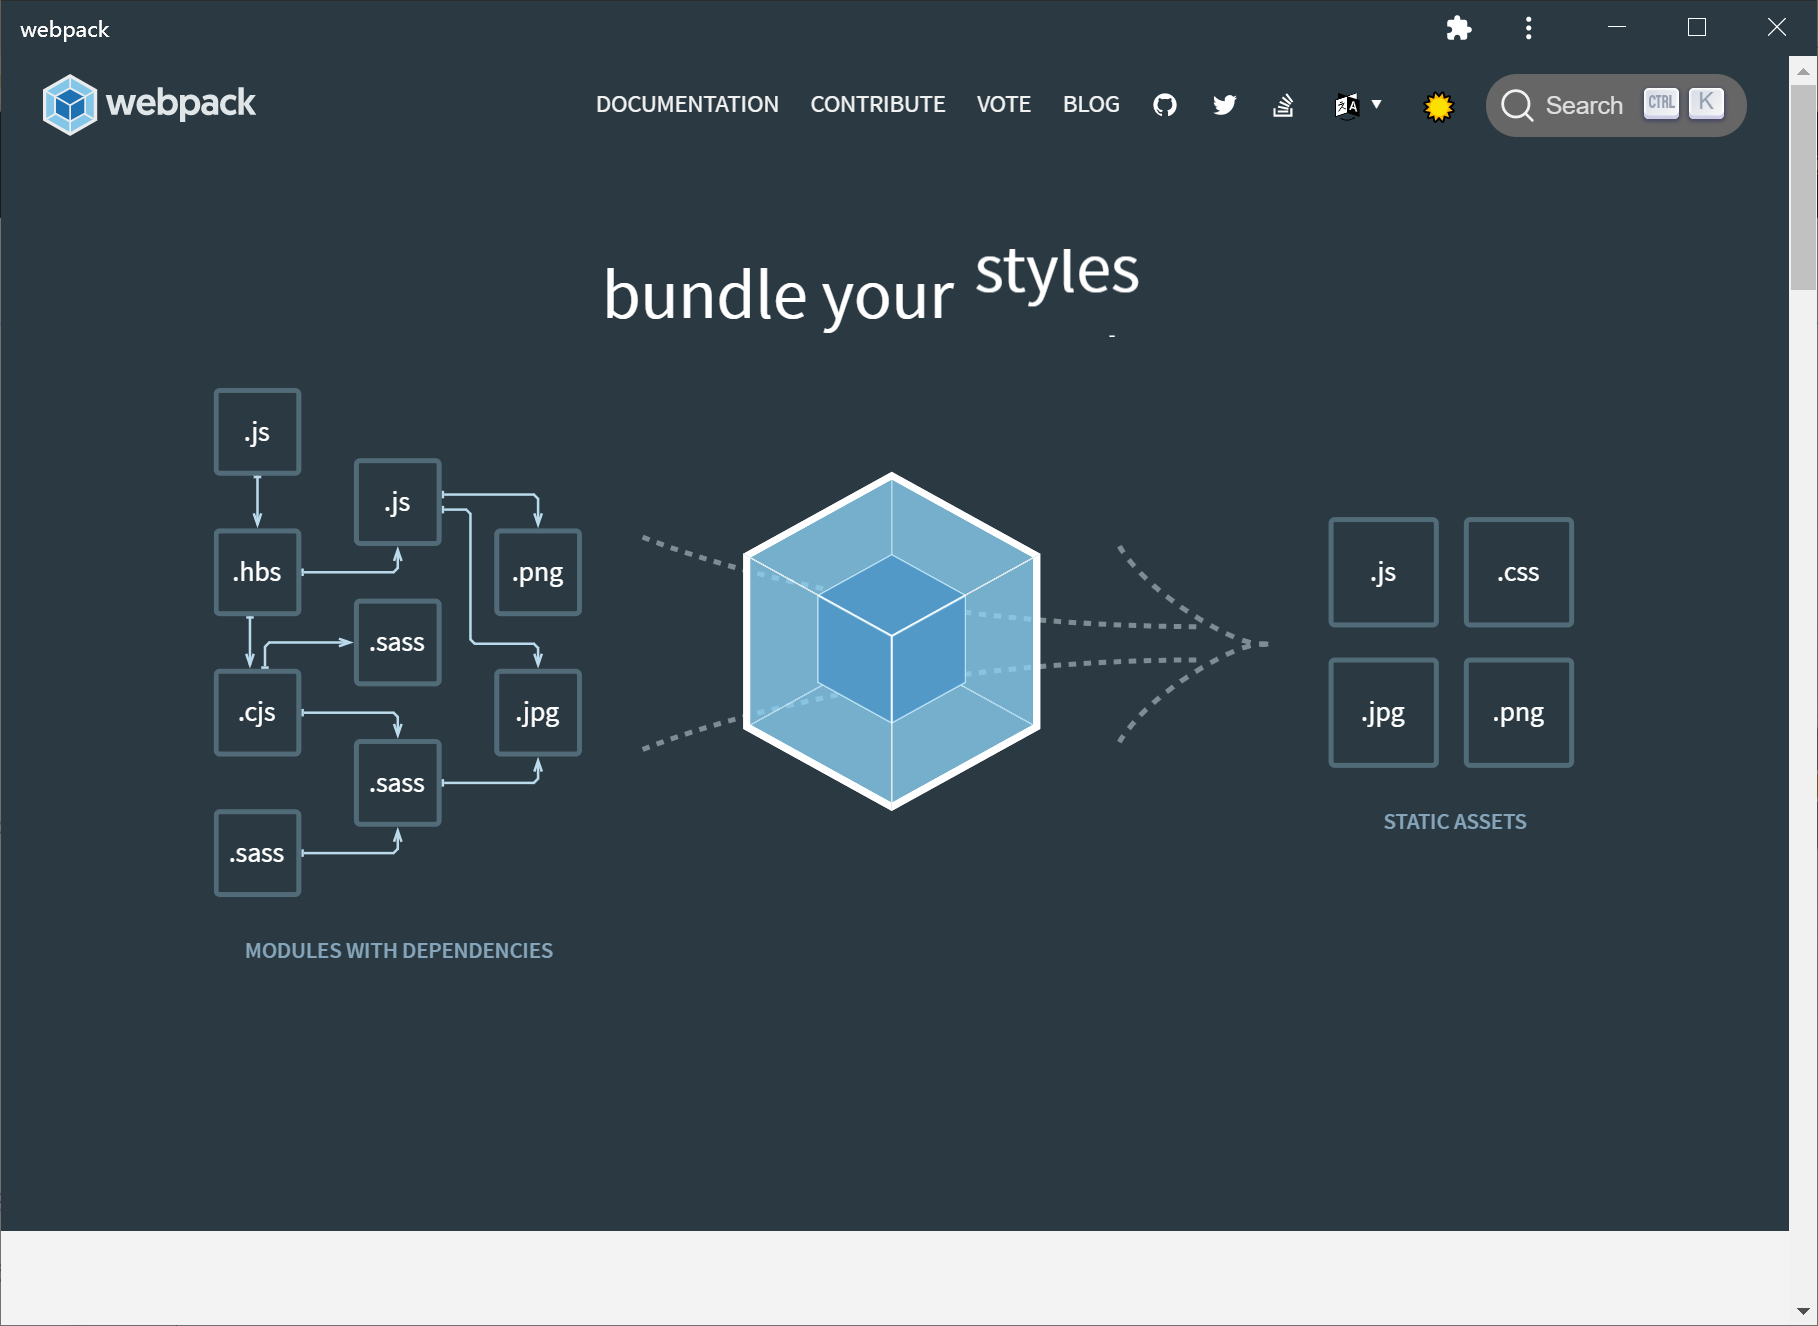 webpack
webpack
DOCUMENTATION CONTRIBUTE VOTE BLOG
Search CTRL K
bundle your styles
.js
.js
.hbs
.png
.sass
.cjs
.jpg
.sass
.sass
MODULES WITH DEPENDENCIES
.js .css
.jpg .png
STATIC ASSETS